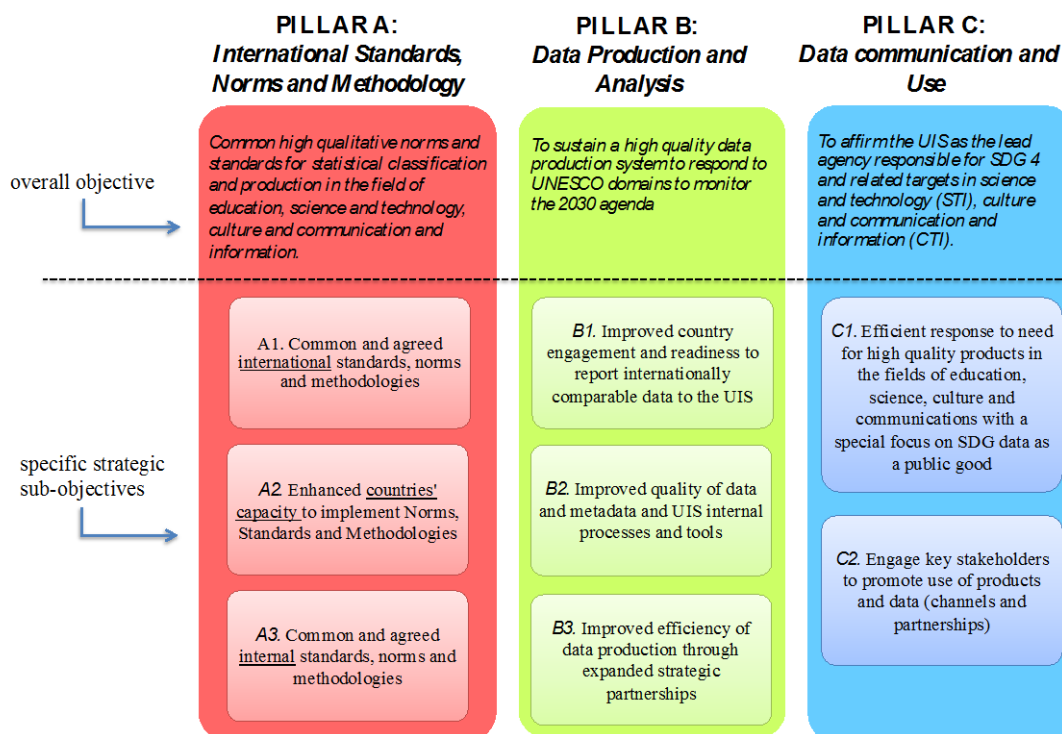 PILLAR A:
International Standards,
Norms and Methodology
PILLAR B:
Data Production and
Analysis
PILLAR C:
Data communication and
Use
overall objective
Common high qualitative norms and
standards for statistical classification
and production in the field of
education, science and technology,
culture and communication and
information.
To sustain a high quality data
production system to respond to
UNESCO domains to monitor
the 2030 agenda
To affirm the UIS as the lead
agency responsible for SDG 4
and related targets in science
and technology (STI), culture
and communication and
information (CTI).
specific strategic
sub-objectives
A1. Common and agreed
international standards, norms
and methodologies
A2. Enhanced countries'
capacity to implement Norms,
Standards and Methodologies
A3. Common and agreed
internal standards, norms and
methodologies
B1. Improved country
engagement and readiness to
report internationally
comparable data to the UIS
B2. Improved quality of data
and metadata and UIS internal
processes and tools
B3. Improved efficiency of
data production through
expanded strategic
partnerships
C1. Efficient response to need
for high quality products in
the fields of education,
science, culture and
communications with a
special focus on SDG data as
a public good
C2. Engage key stakeholders
to promote use of products
and data (channels and
partnerships)